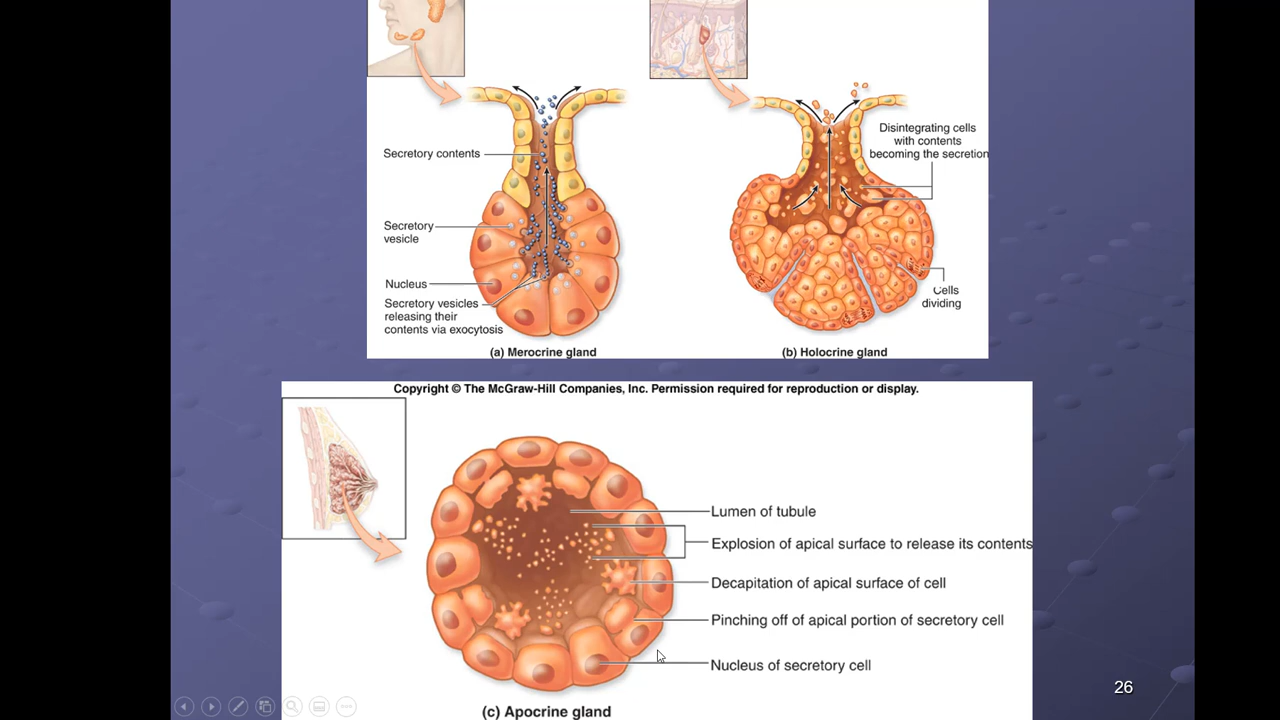 Secretory contents
Secretory
vesicle
Nucleus
Secretory vesicles
releasing their
contents via exocytosis
(a) Merocrine gland
Disintegrating cells
with contents
becoming the secretion
Cells
dividing
(b) Holocrine gland
Copyright © The McGraw-Hill Companies, Inc. Permission required for reproduction or display.
Lumen of tubule
Explosion of apical surface to release its contents
Decapitation of apical surface of cell
Pinching off of apical portion of secretory cell
Nucleus of secretory cell
(c) Apocrine gland
26